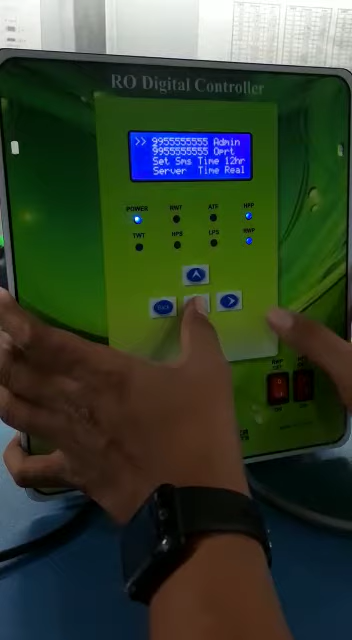 RO Digital Controller
>> 9955555555 Admin
9955555555 Oprt
Set Sms Time 12hr
Server Time Real
POWER RWT ATF HPP
TWT HPS LPS RWP